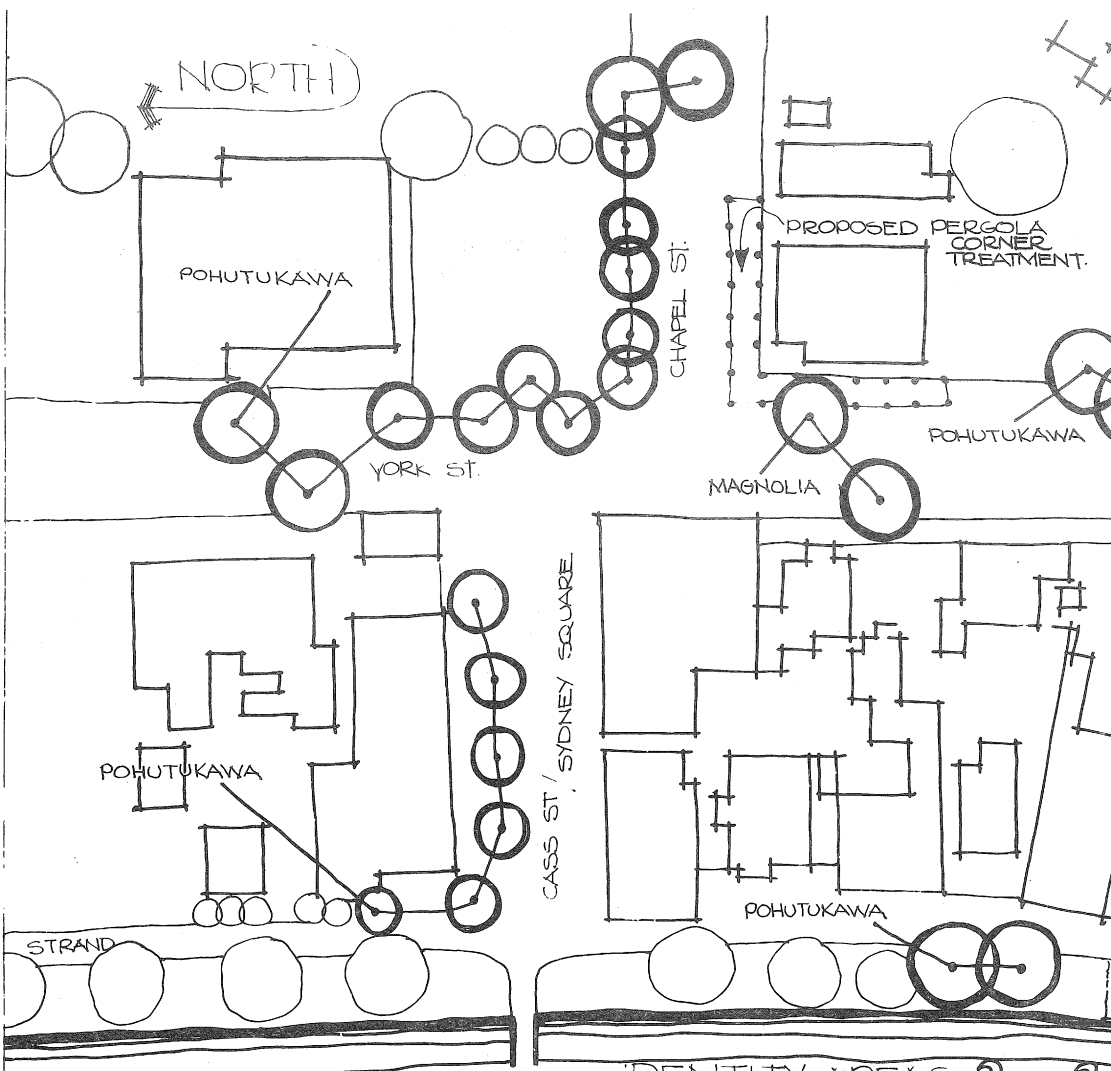 NORTH
PROPOSED PERGOLA
CORNER
TREATMENT.
POHUTUKAWA
CHAPEL ST.
POHUTUKAWA
YORK ST.
MAGNOLIA
CASS ST / SYDNEY SQUARE
POHUTUKAWA
POHUTUKAWA
STRAND